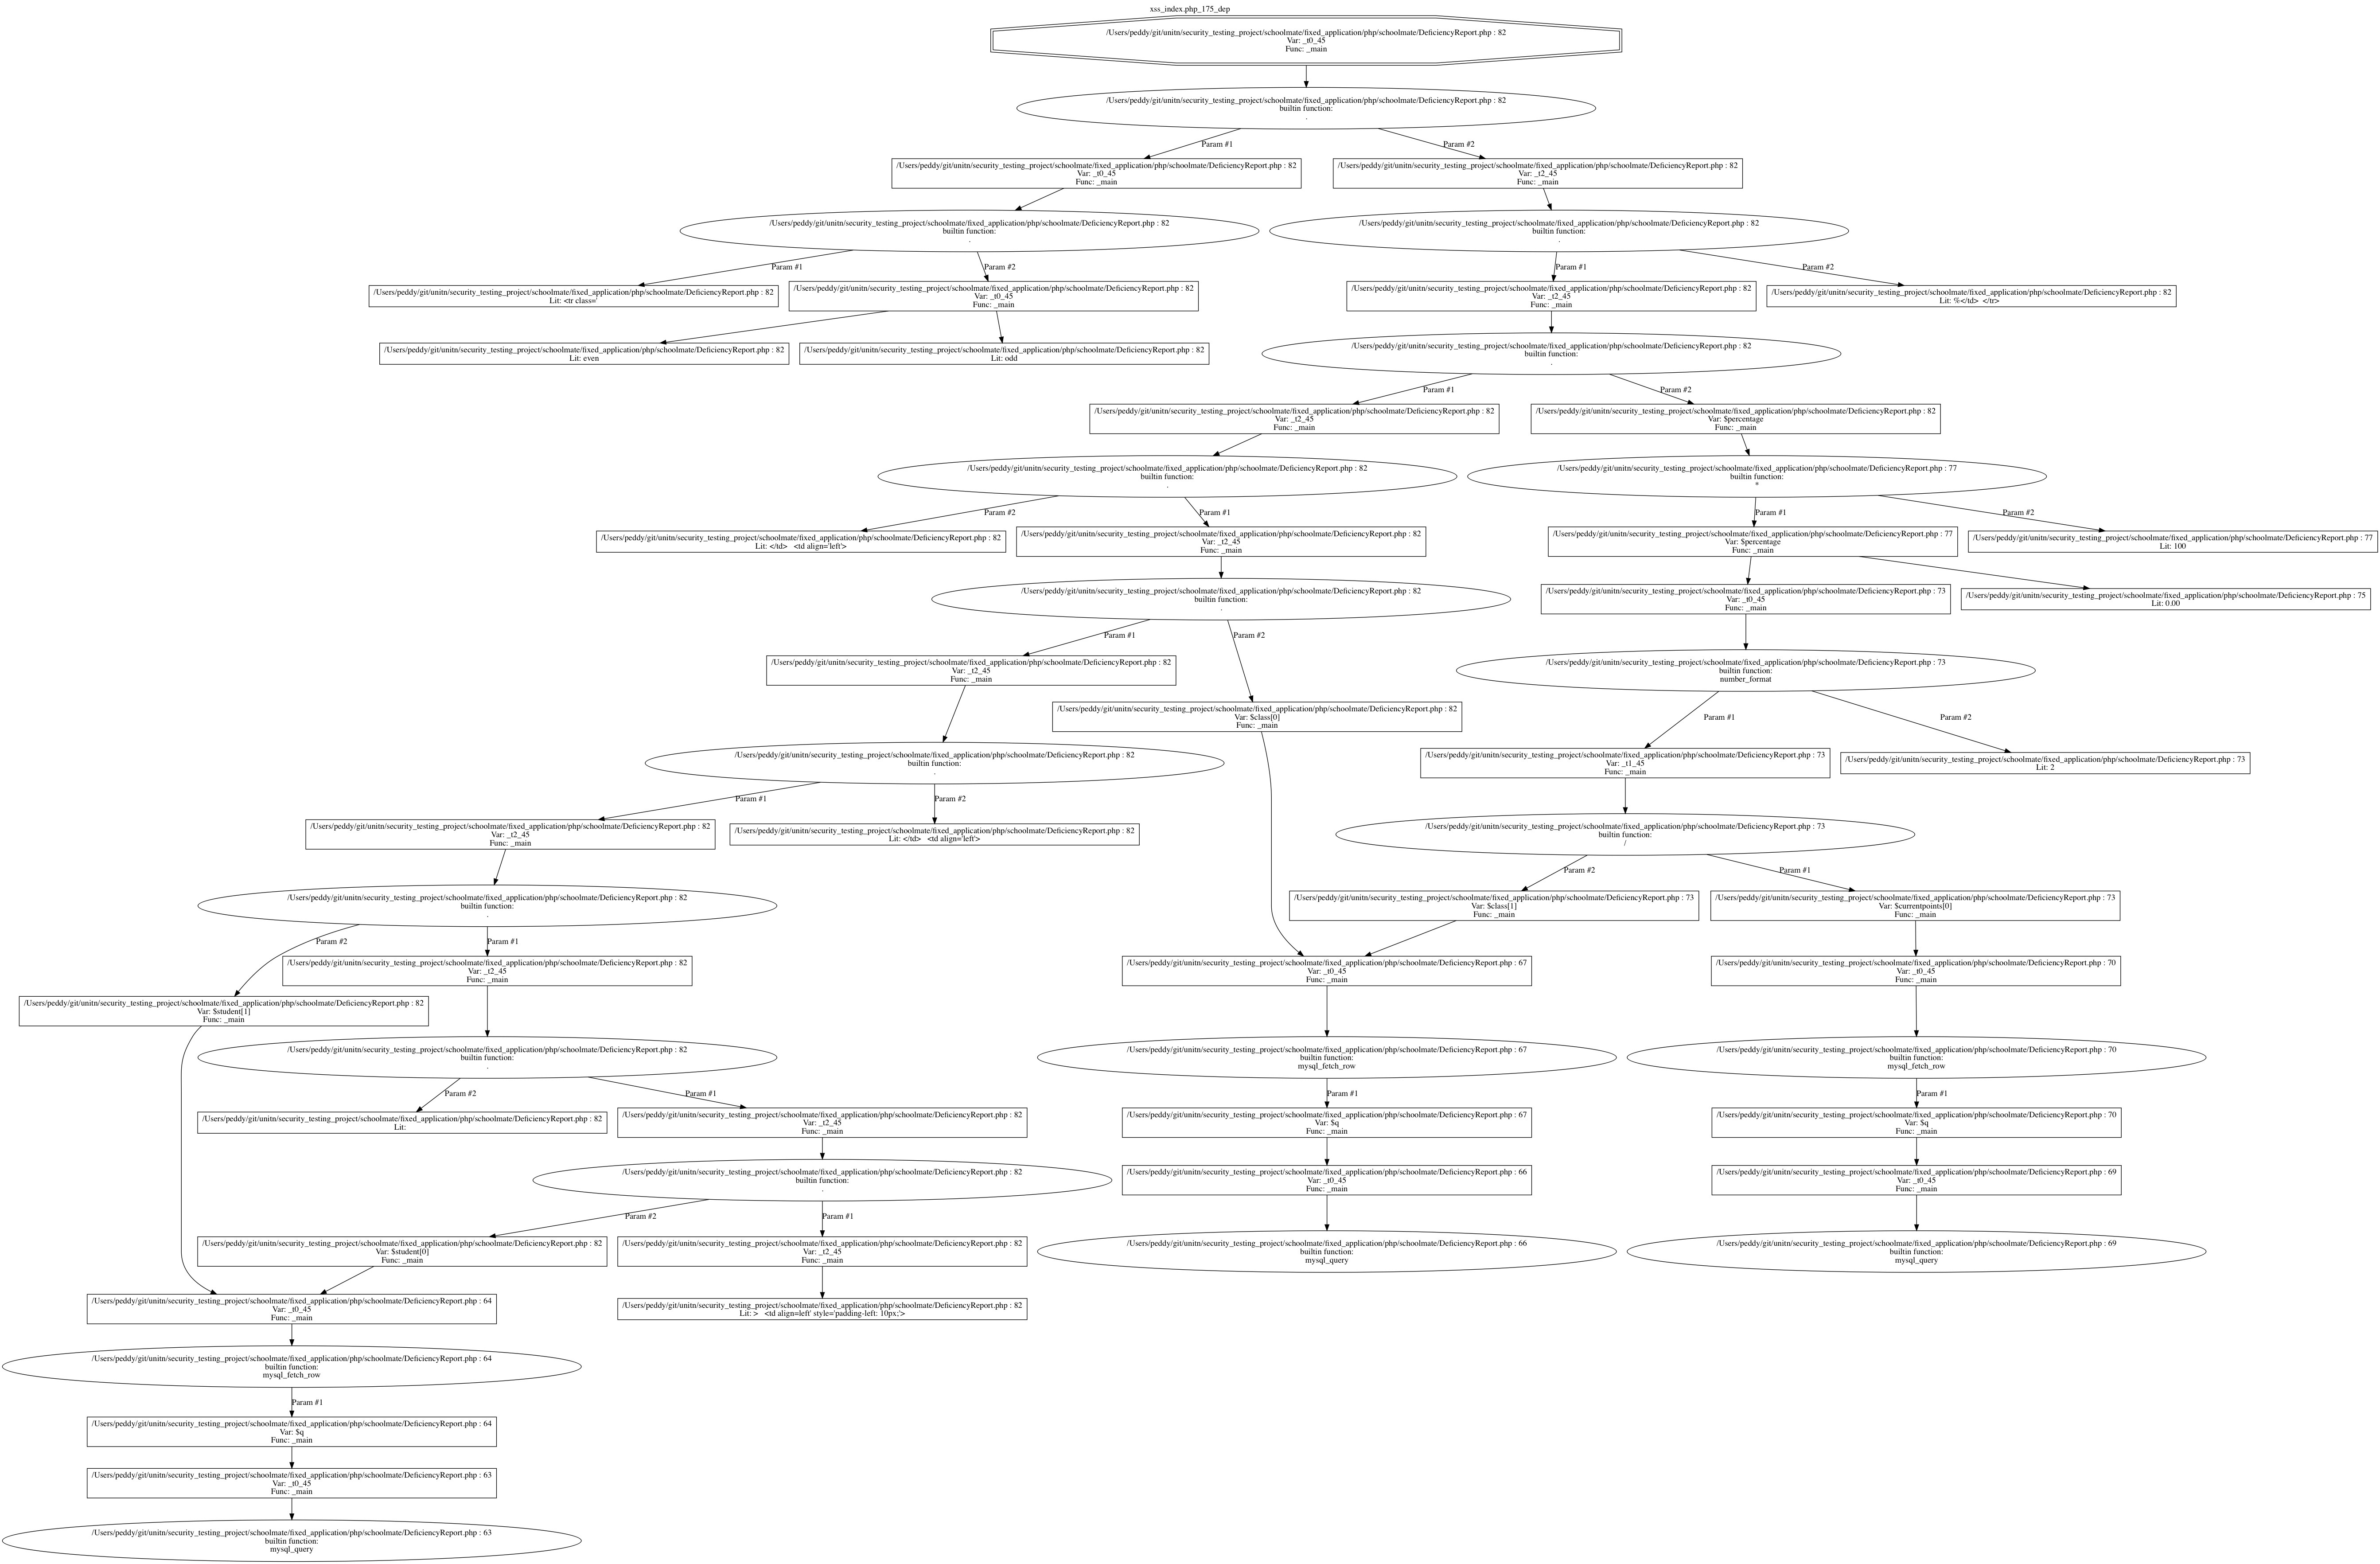 xss_index.php_175_dep
/Users/peddy/git/unitn/security_testing_project/schoolmate/fixed_application/php/schoolmate/DeficiencyReport.php : 82
Var: _t0_45
Func: _main
/Users/peddy/git/unitn/security_testing_project/schoolmate/fixed_application/php/schoolmate/DeficiencyReport.php : 82
builtin function:
.
Param #1
Param #2
/Users/peddy/git/unitn/security_testing_project/schoolmate/fixed_application/php/schoolmate/DeficiencyReport.php : 82
Var: _t0_45
Func: _main
/Users/peddy/git/unitn/security_testing_project/schoolmate/fixed_application/php/schoolmate/DeficiencyReport.php : 82
Var: _t2_45
Func: _main
/Users/peddy/git/unitn/security_testing_project/schoolmate/fixed_application/php/schoolmate/DeficiencyReport.php : 82
builtin function:
.
/Users/peddy/git/unitn/security_testing_project/schoolmate/fixed_application/php/schoolmate/DeficiencyReport.php : 82
builtin function:
.
Param #1
Param #2
Param #1
Param #2
/Users/peddy/git/unitn/security_testing_project/schoolmate/fixed_application/php/schoolmate/DeficiencyReport.php : 82
Lit: <tr class='
/Users/peddy/git/unitn/security_testing_project/schoolmate/fixed_application/php/schoolmate/DeficiencyReport.php : 82
Var: _t0_45
Func: _main
/Users/peddy/git/unitn/security_testing_project/schoolmate/fixed_application/php/schoolmate/DeficiencyReport.php : 82
Var: _t2_45
Func: _main
/Users/peddy/git/unitn/security_testing_project/schoolmate/fixed_application/php/schoolmate/DeficiencyReport.php : 82
Lit: %</td>  </tr>
/Users/peddy/git/unitn/security_testing_project/schoolmate/fixed_application/php/schoolmate/DeficiencyReport.php : 82
Lit: even
/Users/peddy/git/unitn/security_testing_project/schoolmate/fixed_application/php/schoolmate/DeficiencyReport.php : 82
Lit: odd
/Users/peddy/git/unitn/security_testing_project/schoolmate/fixed_application/php/schoolmate/DeficiencyReport.php : 82
builtin function:
.
Param #1
Param #2
/Users/peddy/git/unitn/security_testing_project/schoolmate/fixed_application/php/schoolmate/DeficiencyReport.php : 82
Var: _t2_45
Func: _main
/Users/peddy/git/unitn/security_testing_project/schoolmate/fixed_application/php/schoolmate/DeficiencyReport.php : 82
Var: $percentage
Func: _main
/Users/peddy/git/unitn/security_testing_project/schoolmate/fixed_application/php/schoolmate/DeficiencyReport.php : 82
builtin function:
.
/Users/peddy/git/unitn/security_testing_project/schoolmate/fixed_application/php/schoolmate/DeficiencyReport.php : 77
builtin function:
*
Param #2
Param #1
Param #1
Param #2
/Users/peddy/git/unitn/security_testing_project/schoolmate/fixed_application/php/schoolmate/DeficiencyReport.php : 82
Lit: </td>   <td align='left'>
/Users/peddy/git/unitn/security_testing_project/schoolmate/fixed_application/php/schoolmate/DeficiencyReport.php : 82
Var: _t2_45
Func: _main
/Users/peddy/git/unitn/security_testing_project/schoolmate/fixed_application/php/schoolmate/DeficiencyReport.php : 77
Var: $percentage
Func: _main
/Users/peddy/git/unitn/security_testing_project/schoolmate/fixed_application/php/schoolmate/DeficiencyReport.php : 77
Lit: 100
/Users/peddy/git/unitn/security_testing_project/schoolmate/fixed_application/php/schoolmate/DeficiencyReport.php : 82
builtin function:
.
/Users/peddy/git/unitn/security_testing_project/schoolmate/fixed_application/php/schoolmate/DeficiencyReport.php : 73
Var: _t0_45
Func: _main
/Users/peddy/git/unitn/security_testing_project/schoolmate/fixed_application/php/schoolmate/DeficiencyReport.php : 75
Lit: 0.00
Param #1
Param #2
/Users/peddy/git/unitn/security_testing_project/schoolmate/fixed_application/php/schoolmate/DeficiencyReport.php : 82
Var: _t2_45
Func: _main
/Users/peddy/git/unitn/security_testing_project/schoolmate/fixed_application/php/schoolmate/DeficiencyReport.php : 73
builtin function:
number_format
/Users/peddy/git/unitn/security_testing_project/schoolmate/fixed_application/php/schoolmate/DeficiencyReport.php : 82
Var: $class[0]
Func: _main
Param #1
Param #2
/Users/peddy/git/unitn/security_testing_project/schoolmate/fixed_application/php/schoolmate/DeficiencyReport.php : 82
builtin function:
.
/Users/peddy/git/unitn/security_testing_project/schoolmate/fixed_application/php/schoolmate/DeficiencyReport.php : 73
Var: _t1_45
Func: _main
/Users/peddy/git/unitn/security_testing_project/schoolmate/fixed_application/php/schoolmate/DeficiencyReport.php : 73
Lit: 2
Param #1
Param #2
/Users/peddy/git/unitn/security_testing_project/schoolmate/fixed_application/php/schoolmate/DeficiencyReport.php : 82
Var: _t2_45
Func: _main
/Users/peddy/git/unitn/security_testing_project/schoolmate/fixed_application/php/schoolmate/DeficiencyReport.php : 82
Lit: </td>   <td align='left'>
/Users/peddy/git/unitn/security_testing_project/schoolmate/fixed_application/php/schoolmate/DeficiencyReport.php : 73
builtin function:
/
Param #2
Param #1
/Users/peddy/git/unitn/security_testing_project/schoolmate/fixed_application/php/schoolmate/DeficiencyReport.php : 82
builtin function:
.
/Users/peddy/git/unitn/security_testing_project/schoolmate/fixed_application/php/schoolmate/DeficiencyReport.php : 73
Var: $class[1]
Func: _main
/Users/peddy/git/unitn/security_testing_project/schoolmate/fixed_application/php/schoolmate/DeficiencyReport.php : 73
Var: $currentpoints[0]
Func: _main
Param #2
Param #1
/Users/peddy/git/unitn/security_testing_project/schoolmate/fixed_application/php/schoolmate/DeficiencyReport.php : 82
Var: _t2_45
Func: _main
/Users/peddy/git/unitn/security_testing_project/schoolmate/fixed_application/php/schoolmate/DeficiencyReport.php : 67
Var: _t0_45
Func: _main
/Users/peddy/git/unitn/security_testing_project/schoolmate/fixed_application/php/schoolmate/DeficiencyReport.php : 70
Var: _t0_45
Func: _main
/Users/peddy/git/unitn/security_testing_project/schoolmate/fixed_application/php/schoolmate/DeficiencyReport.php : 82
Var: $student[1]
Func: _main
/Users/peddy/git/unitn/security_testing_project/schoolmate/fixed_application/php/schoolmate/DeficiencyReport.php : 82
builtin function:
.
/Users/peddy/git/unitn/security_testing_project/schoolmate/fixed_application/php/schoolmate/DeficiencyReport.php : 67
builtin function:
mysql_fetch_row
/Users/peddy/git/unitn/security_testing_project/schoolmate/fixed_application/php/schoolmate/DeficiencyReport.php : 70
builtin function:
mysql_fetch_row
Param #2
Param #1
Param #1
Param #1
/Users/peddy/git/unitn/security_testing_project/schoolmate/fixed_application/php/schoolmate/DeficiencyReport.php : 82
Lit:
/Users/peddy/git/unitn/security_testing_project/schoolmate/fixed_application/php/schoolmate/DeficiencyReport.php : 82
Var: _t2_45
Func: _main
/Users/peddy/git/unitn/security_testing_project/schoolmate/fixed_application/php/schoolmate/DeficiencyReport.php : 67
Var: $q
Func: _main
/Users/peddy/git/unitn/security_testing_project/schoolmate/fixed_application/php/schoolmate/DeficiencyReport.php : 70
Var: $q
Func: _main
/Users/peddy/git/unitn/security_testing_project/schoolmate/fixed_application/php/schoolmate/DeficiencyReport.php : 82
builtin function:
.
/Users/peddy/git/unitn/security_testing_project/schoolmate/fixed_application/php/schoolmate/DeficiencyReport.php : 66
Var: _t0_45
Func: _main
/Users/peddy/git/unitn/security_testing_project/schoolmate/fixed_application/php/schoolmate/DeficiencyReport.php : 69
Var: _t0_45
Func: _main
Param #2
Param #1
/Users/peddy/git/unitn/security_testing_project/schoolmate/fixed_application/php/schoolmate/DeficiencyReport.php : 82
Var: $student[0]
Func: _main
/Users/peddy/git/unitn/security_testing_project/schoolmate/fixed_application/php/schoolmate/DeficiencyReport.php : 82
Var: _t2_45
Func: _main
/Users/peddy/git/unitn/security_testing_project/schoolmate/fixed_application/php/schoolmate/DeficiencyReport.php : 66
builtin function:
mysql_query
/Users/peddy/git/unitn/security_testing_project/schoolmate/fixed_application/php/schoolmate/DeficiencyReport.php : 69
builtin function:
mysql_query
/Users/peddy/git/unitn/security_testing_project/schoolmate/fixed_application/php/schoolmate/DeficiencyReport.php : 64
Var: _t0_45
Func: _main
/Users/peddy/git/unitn/security_testing_project/schoolmate/fixed_application/php/schoolmate/DeficiencyReport.php : 82
Lit: >   <td align=left' style='padding-left: 10px;'>
/Users/peddy/git/unitn/security_testing_project/schoolmate/fixed_application/php/schoolmate/DeficiencyReport.php : 64
builtin function:
mysql_fetch_row
Param #1
/Users/peddy/git/unitn/security_testing_project/schoolmate/fixed_application/php/schoolmate/DeficiencyReport.php : 64
Var: $q
Func: _main
/Users/peddy/git/unitn/security_testing_project/schoolmate/fixed_application/php/schoolmate/DeficiencyReport.php : 63
Var: _t0_45
Func: _main
/Users/peddy/git/unitn/security_testing_project/schoolmate/fixed_application/php/schoolmate/DeficiencyReport.php : 63
builtin function:
mysql_query